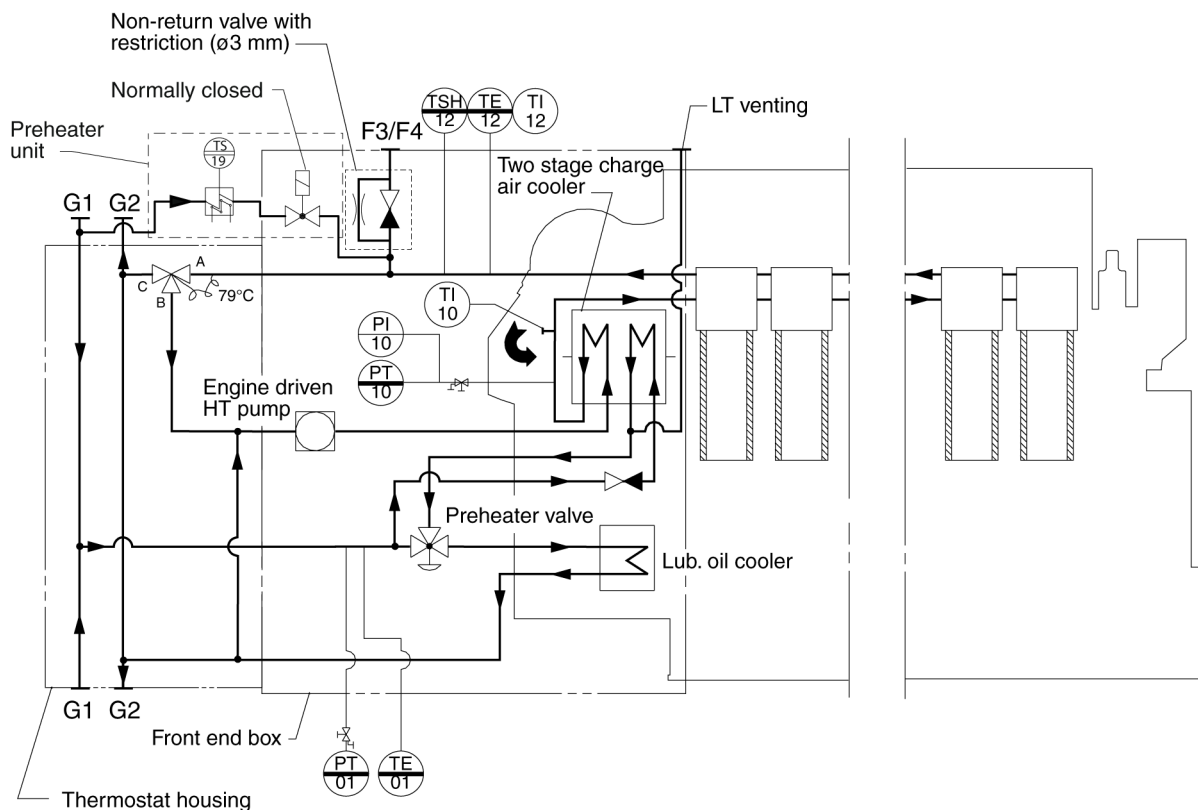 Non-return valve with
restriction (ø3 mm)
Normally closed
Preheater
unit
TS
19
F3/F4
TSH
12
TE
12
TI
12
LT venting
Two stage charge
air cooler
G1
G2
A
C
B
79°C
TI
10
PI
10
PT
10
Engine driven
HT pump
Preheater valve
Lub. oil cooler
G1
G2
Front end box
PT
01
TE
01
Thermostat housing